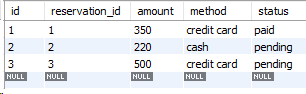 id reservation_id amount method status
1 1 350 credit card paid
2 2 220 cash pending
3 3 500 credit card pending
NULL NULL NULL NULL NULL